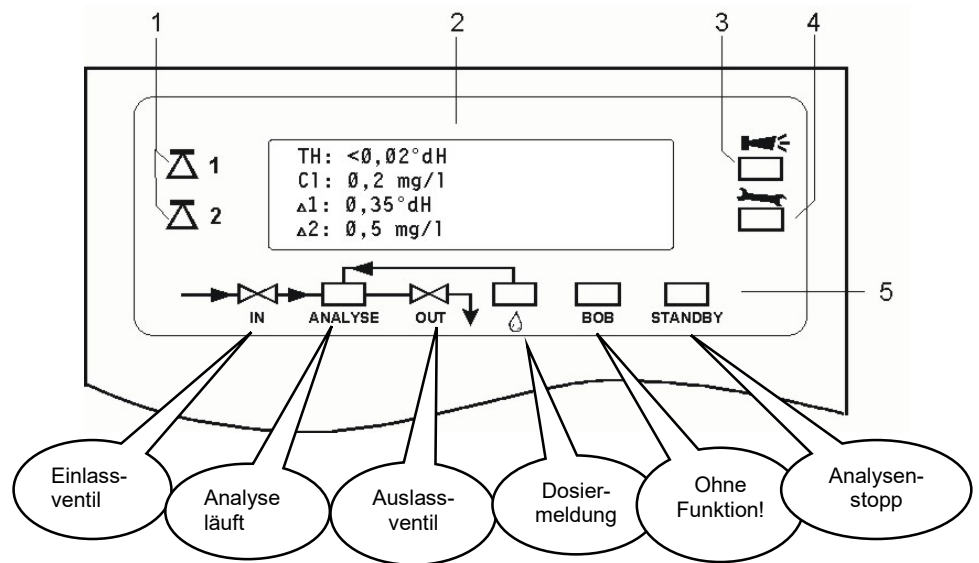 1
2
3
4
1
2
TH: <0,02°dH
Cl: 0,2 mg/l
▵1: 0,35°dH
▵2: 0,5 mg/l
5
IN
ANALYSE
OUT
BOB
STANDBY
Einlass-
ventil
Analyse
läuft
Auslass-
ventil
Dosier-
meldung
Ohne
Funktion!
Analysen-
stopp